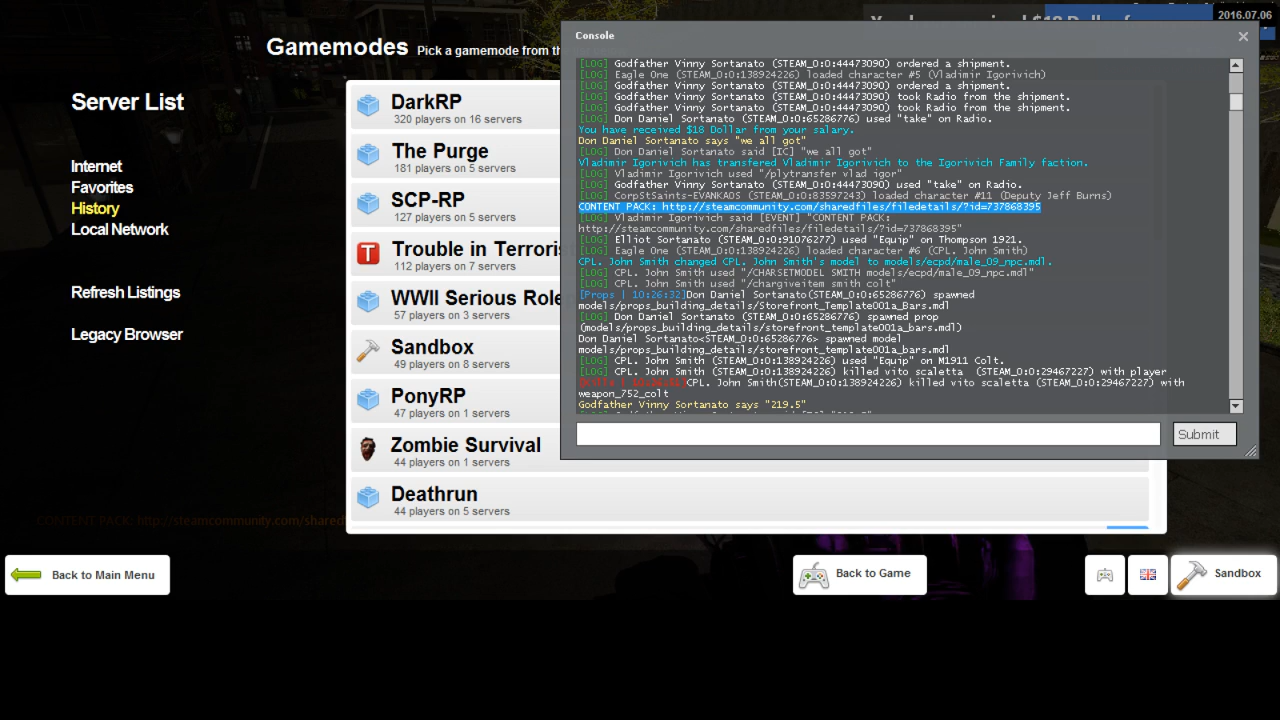 2016.07.06
Console
Gamemodes Pick a gamemode from th
Server List
Internet
Favorites
History
Local Network
Refresh Listings
Legacy Browser
DarkRP
320 players on 16 servers
The Purge
181 players on 5 servers
SCP-RP
127 players on 5 servers
Trouble in Terroris
112 players on 7 servers
WWII Serious Role
57 players on 3 servers
Sandbox
49 players on 8 servers
PonyRP
47 players on 1 servers
Zombie Survival
44 players on 1 servers
Deathrun
44 players on 5 servers
[LOG] Godfather Vinny Sortanato (STEAM_0:0:44473090) ordered a shipment.
[LOG] Eagle One (STEAM_0:0:138924226) loaded character #5 (Vladimir Igorivich)
[LOG] Godfather Vinny Sortanato (STEAM_0:0:44473090) ordered a shipment.
[LOG] Godfather Vinny Sortanato (STEAM_0:0:44473090) took Radio from the shipment.
[LOG] Godfather Vinny Sortanato (STEAM_0:0:44473090) took Radio from the shipment.
[LOG] Don Daniel Sortanato (STEAM_0:0:65286776) used "take" on Radio.
You have received $18 Dollar from your salary.
Don Daniel Sortanato says "we all got"
[LOG] Don Daniel Sortanato said [IC] "we all got"
Vladimir Igorivich has transfered Vladimir Igorivich to the Igorivich Family faction.
[LOG] Vladimir Igorivich used "/plytransfer vlad igor"
[LOG] Godfather Vinny Sortanato (STEAM_0:0:44473090) used "take" on Radio.
[LOG] CorpStSaints-EVANKAOS (STEAM_0:0:83597243) loaded character #11 (Deputy Jeff Burns)
CONTENT PACK: http://steamcommunity.com/sharedfiles/filedetails/?id=737868395
[LOG] Vladimir Igorivich said [EVENT] "CONTENT PACK:
http://steamcommunity.com/sharedfiles/filedetails/?id=737868395"
[LOG] Elliot Sortanato (STEAM_0:0:91076277) used "Equip" on Thompson 1921.
[LOG] Eagle One (STEAM_0:0:138924226) loaded character #6 (CPL. John Smith)
CPL. John Smith changed CPL. John Smith's model to models/ecpd/male_09_npc.mdl.
[LOG] CPL. John Smith used "/CHARSETMODEL SMITH models/ecpd/male_09_npc.mdl"
[LOG] CPL. John Smith used "/chargiveitem smith colt"
[Props | 10:26:32]Don Daniel Sortanato(STEAM_0:0:65286776) spawned
models/props_building_details/Storefront_Template001a_Bars.mdl
[LOG] Don Daniel Sortanato (STEAM_0:0:65286776) spawned prop
(models/props_building_details/storefront_template001a_bars.mdl)
Don Daniel Sortanato<STEAM_0:0:65286776> spawned model
models/props_building_details/storefront_template001a_bars.mdl
[LOG] CPL. John Smith (STEAM_0:0:138924226) used "Equip" on M1911 Colt.
[LOG] CPL. John Smith (STEAM_0:0:138924226) killed vito scaletta (STEAM_0:0:29467227) with player
CPL. John Smith(STEAM_0:0:138924226) killed vito scaletta (STEAM_0:0:29467227) with
weapon_752_colt
Godfather Vinny Sortanato says "219.5"
Submit
CONTENT PACK: http://steamcommunity.com/shared
Back to Main Menu
Back to Game
Sandbox